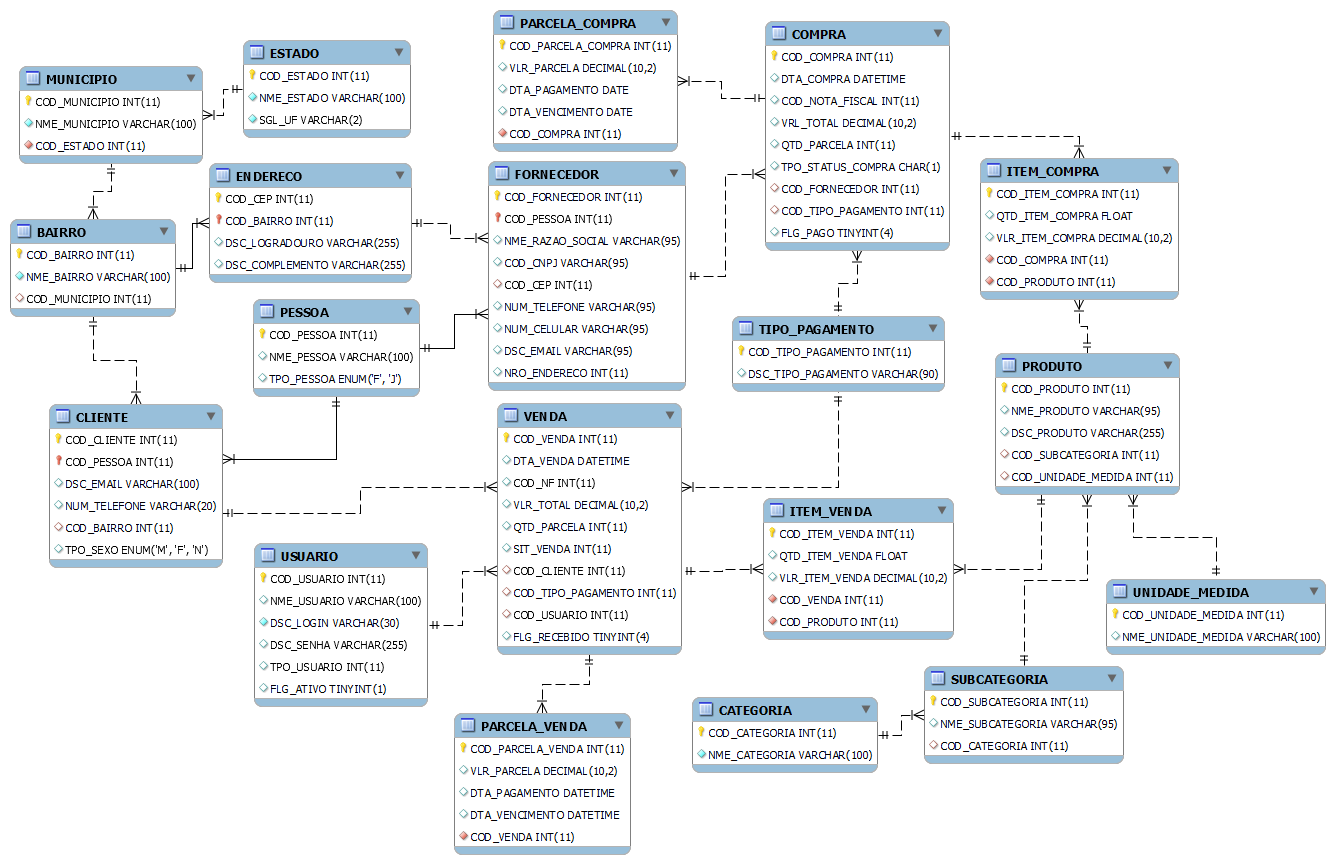 PARCELA_COMPRA
COD_PARCELA_COMPRA INT(11)
VLR_PARCELA DECIMAL(10,2)
DTA_PAGAMENTO DATE
DTA_VENCIMENTO DATE
COD_COMPRA INT(11)
COMPRA
COD_COMPRA INT(11)
DTA_COMPRA DATETIME
COD_NOTA_FISCAL INT(11)
VRL_TOTAL DECIMAL(10,2)
QTD_PARCELA INT(11)
TPO_STATUS_COMPRA CHAR(1)
COD_FORNECEDOR INT(11)
COD_TIPO_PAGAMENTO INT(11)
FLG_PAGO TINYINT(4)
ESTADO
COD_ESTADO INT(11)
NME_ESTADO VARCHAR(100)
SGL_UF VARCHAR(2)
MUNICIPIO
COD_MUNICIPIO INT(11)
NME_MUNICIPIO VARCHAR(100)
COD_ESTADO INT(11)
ENDERECO
COD_CEP INT(11)
COD_BAIRRO INT(11)
DSC_LOGRADOURO VARCHAR(255)
DSC_COMPLEMENTO VARCHAR(255)
FORNECEDOR
COD_FORNECEDOR INT(11)
COD_PESSOA INT(11)
NME_RAZAO_SOCIAL VARCHAR(95)
COD_CNPJ VARCHAR(95)
COD_CEP INT(11)
NUM_TELEFONE VARCHAR(95)
NUM_CELULAR VARCHAR(95)
DSC_EMAIL VARCHAR(95)
NRO_ENDERECO INT(11)
ITEM_COMPRA
COD_ITEM_COMPRA INT(11)
QTD_ITEM_COMPRA FLOAT
VLR_ITEM_COMPRA DECIMAL(10,2)
COD_COMPRA INT(11)
COD_PRODUTO INT(11)
BAIRRO
COD_BAIRRO INT(11)
NME_BAIRRO VARCHAR(100)
COD_MUNICIPIO INT(11)
PESSOA
COD_PESSOA INT(11)
NME_PESSOA VARCHAR(100)
TPO_PESSOA ENUM('F', 'J')
TIPO_PAGAMENTO
COD_TIPO_PAGAMENTO INT(11)
DSC_TIPO_PAGAMENTO VARCHAR(90)
PRODUTO
COD_PRODUTO INT(11)
NME_PRODUTO VARCHAR(95)
DSC_PRODUTO VARCHAR(255)
COD_SUBCATEGORIA INT(11)
COD_UNIDADE_MEDIDA INT(11)
CLIENTE
COD_CLIENTE INT(11)
COD_PESSOA INT(11)
DSC_EMAIL VARCHAR(100)
NUM_TELEFONE VARCHAR(20)
COD_BAIRRO INT(11)
TPO_SEXO ENUM('M', 'F', 'N')
VENDA
COD_VENDA INT(11)
DTA_VENDA DATETIME
COD_NF INT(11)
VLR_TOTAL DECIMAL(10,2)
QTD_PARCELA INT(11)
SIT_VENDA INT(11)
COD_CLIENTE INT(11)
COD_TIPO_PAGAMENTO INT(11)
COD_USUARIO INT(11)
FLG_RECEBIDO TINYINT(4)
ITEM_VENDA
COD_ITEM_VENDA INT(11)
QTD_ITEM_VENDA FLOAT
VLR_ITEM_VENDA DECIMAL(10,2)
COD_VENDA INT(11)
COD_PRODUTO INT(11)
USUARIO
COD_USUARIO INT(11)
NME_USUARIO VARCHAR(100)
DSC_LOGIN VARCHAR(30)
DSC_SENHA VARCHAR(255)
TPO_USUARIO INT(11)
FLG_ATIVO TINYINT(1)
UNIDADE_MEDIDA
COD_UNIDADE_MEDIDA INT(11)
NME_UNIDADE_MEDIDA VARCHAR(100)
SUBCATEGORIA
COD_SUBCATEGORIA INT(11)
NME_SUBCATEGORIA VARCHAR(95)
COD_CATEGORIA INT(11)
CATEGORIA
COD_CATEGORIA INT(11)
NME_CATEGORIA VARCHAR(100)
PARCELA_VENDA
COD_PARCELA_VENDA INT(11)
VLR_PARCELA DECIMAL(10,2)
DTA_PAGAMENTO DATETIME
DTA_VENCIMENTO DATETIME
COD_VENDA INT(11)